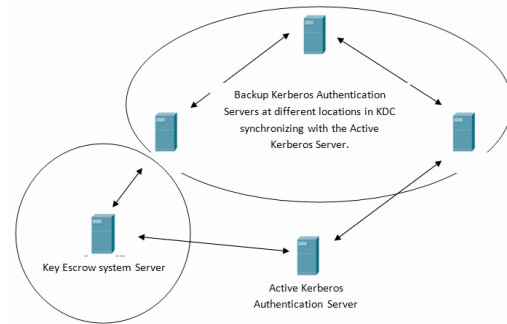 Backup Kerberos Authentication
Servers at different locations in KDC
synchronizing with the Active
Kerberos Server.
Key Escrow system Server
Active Kerberos
Authentication Server